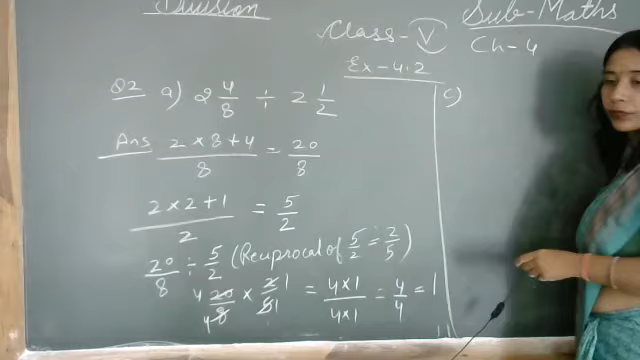 Division
Sub-Maths
Class-V
Ch-4
Ex-4.2
Q2 a) 2 4/8 ÷ 2 1/2
Ans 2×8+4/8 = 20/8
2×2+1/2 = 5/2
20/8 ÷ 5/2 (Reciprocal of 5/2 = 2/5)
4 20/4 8 × 2 1/5 1 = 4×1/4×1 = 4/4 = 1
c)